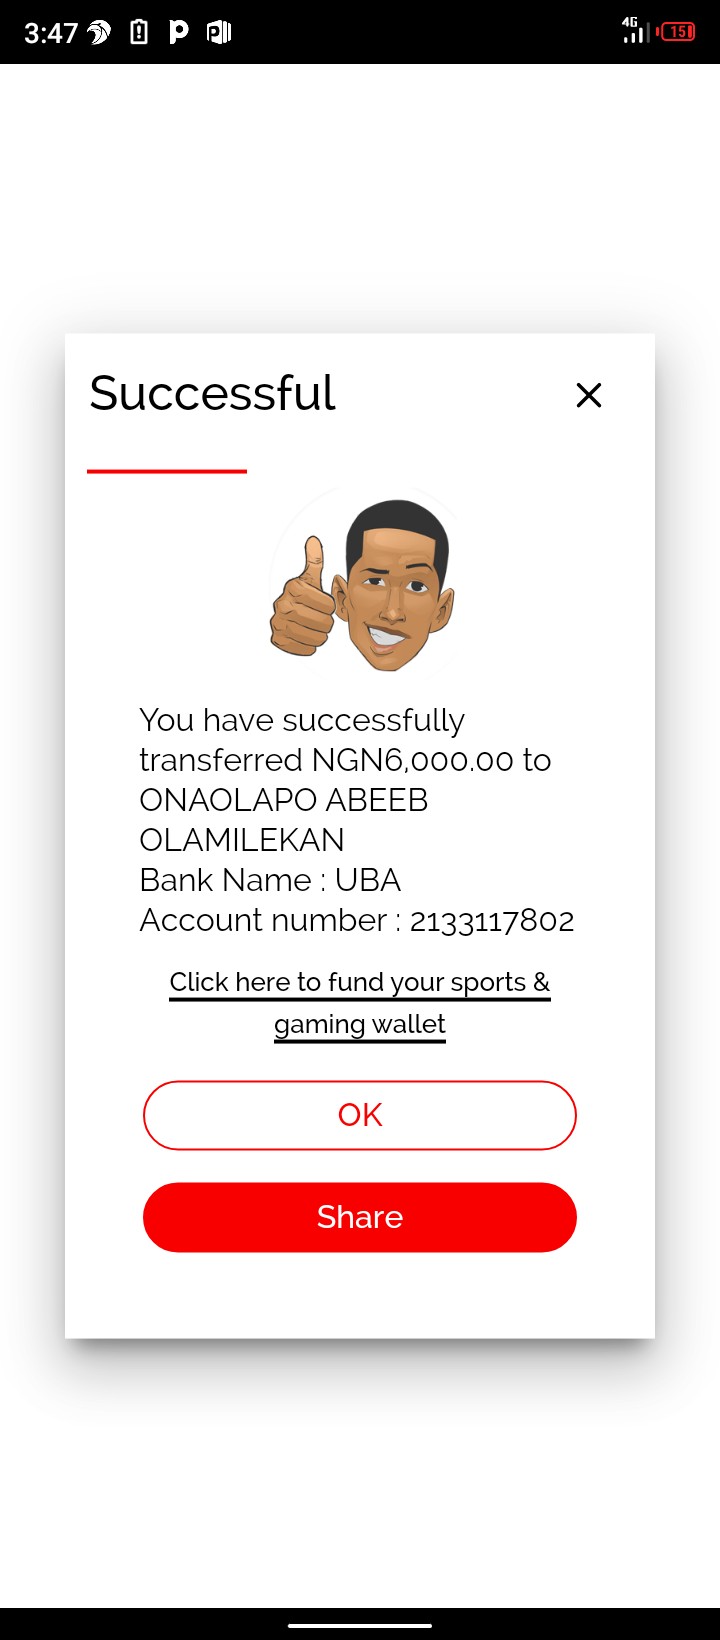 3:47
4G
15
Successful
You have successfully
transferred NGN6,000.00 to
ONAOLAPO ABEEB
OLAMILEKAN
Bank Name : UBA
Account number : 2133117802
Click here to fund your sports &
gaming wallet
OK
Share